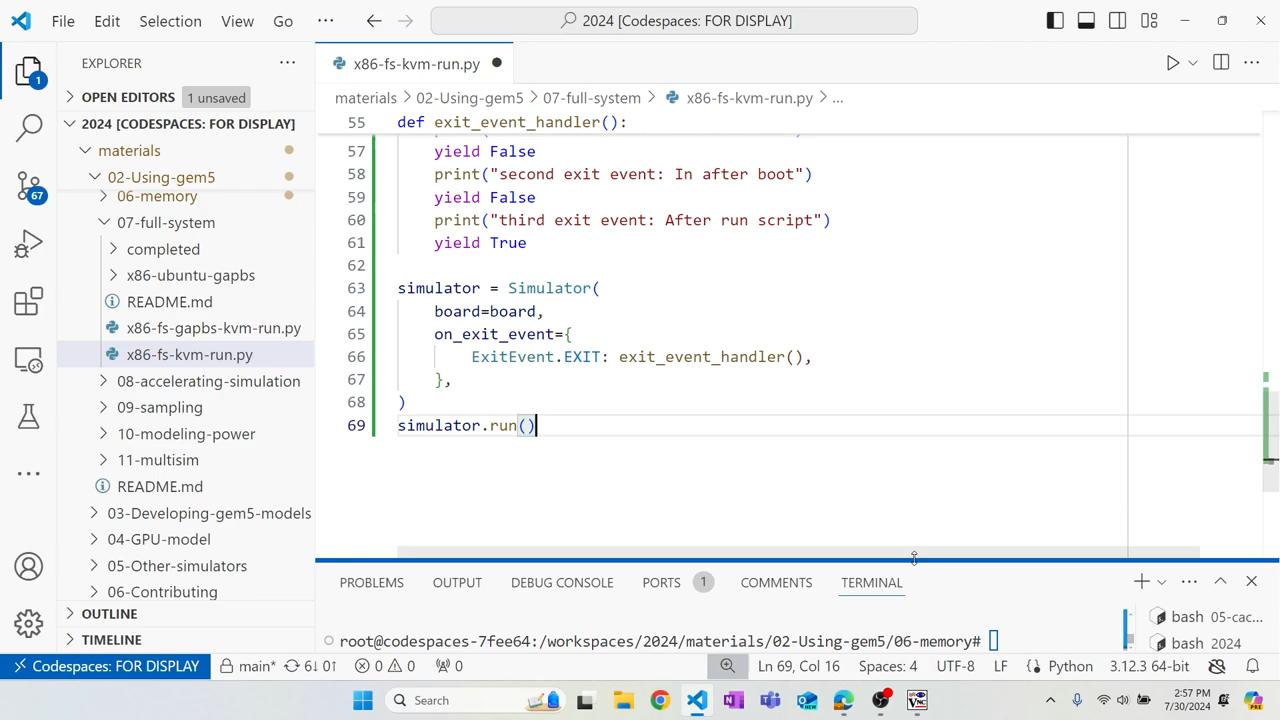 File Edit Selection View Go ··· 2024 [Codespaces: FOR DISPLAY]
EXPLORER ···
OPEN EDITORS 1 unsaved
2024 [CODESPACES: FOR DISPLAY]
materials
02-Using-gem5
06-memory
07-full-system
completed
x86-ubuntu-gapbs
README.md
x86-fs-gapbs-kvm-run.py
x86-fs-kvm-run.py
08-accelerating-simulation
09-sampling
10-modeling-power
11-multisim
README.md
03-Developing-gem5-models
04-GPU-model
05-Other-simulators
06-Contributing
OUTLINE
TIMELINE
1
67
x86-fs-kvm-run.py
materials > 02-Using-gem5 > 07-full-system > x86-fs-kvm-run.py > ...
55 def exit_event_handler():
57 yield False
58 print("second exit event: In after boot")
59 yield False
60 print("third exit event: After run script")
61 yield True
62
63 simulator = Simulator(
64 board=board,
65 on_exit_event={
66 ExitEvent.EXIT: exit_event_handler(),
67 },
68 )
69 simulator.run()
PROBLEMS OUTPUT DEBUG CONSOLE PORTS 1 COMMENTS TERMINAL
root@codespaces-7fee64:/workspaces/2024/materials/02-Using-gem5/06-memory#
bash 05-cac...
bash 2024
Codespaces: FOR DISPLAY main* 6↓ 0↑ 0 0 0 Ln 69, Col 16 Spaces: 4 UTF-8 LF Python 3.12.3 64-bit
Search
2:57 PM
7/30/2024